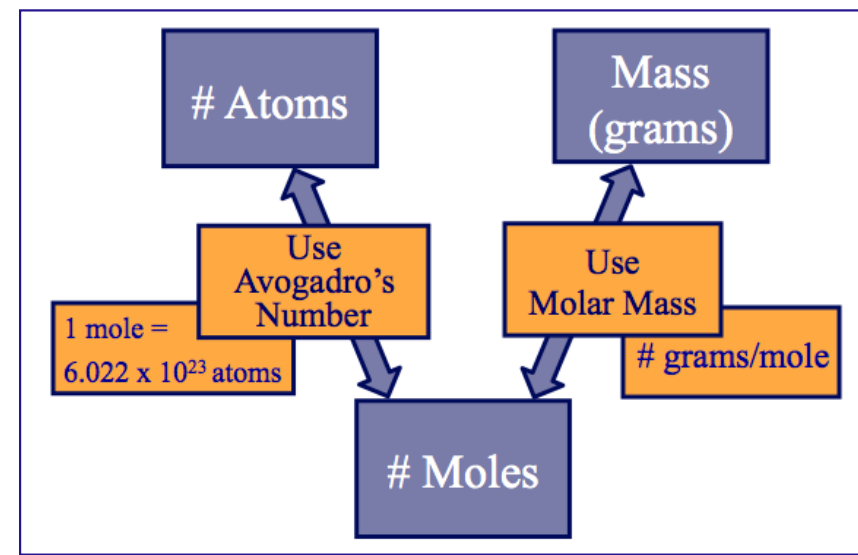 # Atoms
Mass
(grams)
Use
Avogadro’s
Number
Use
Molar Mass
1 mole =
6.022 x 10²³ atoms
# grams/mole
# Moles